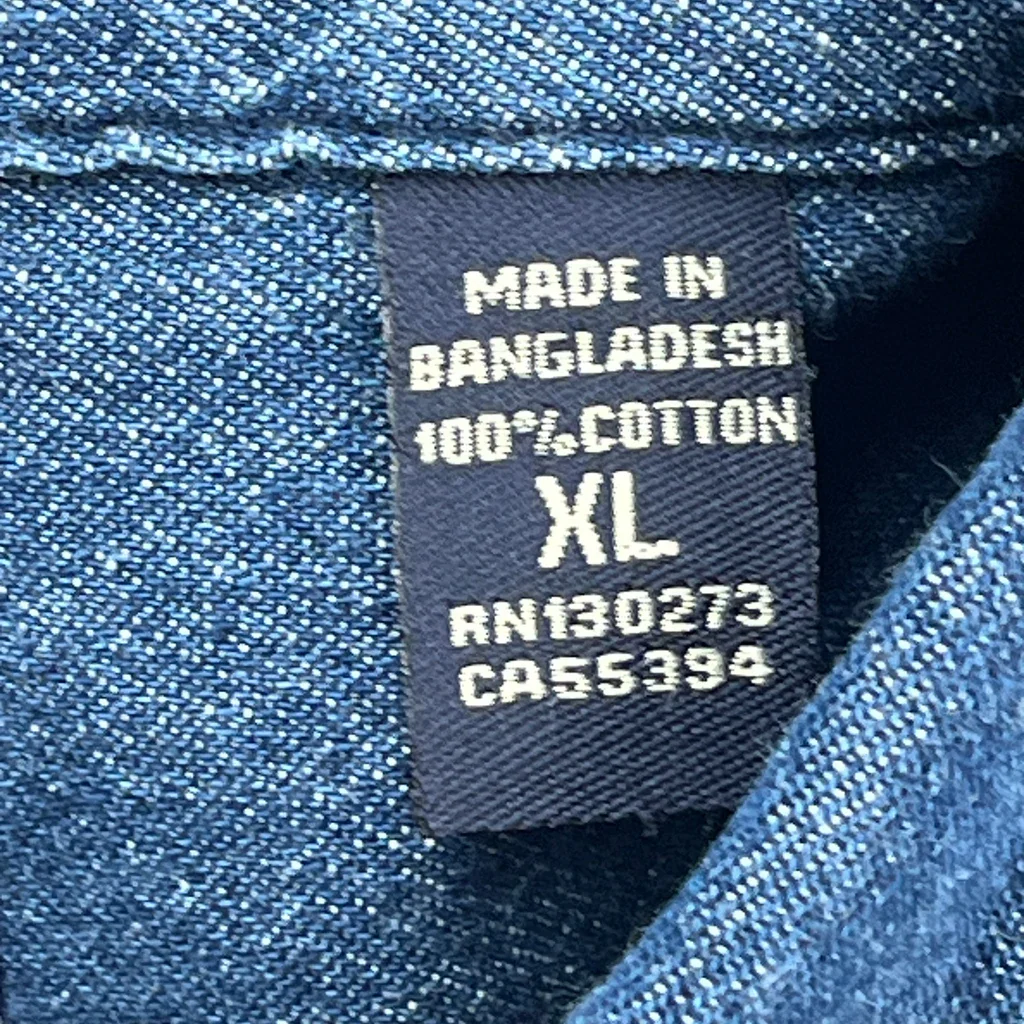 MADE IN
BANGLADESH
100% COTTON
XL
RN130273
CA55394